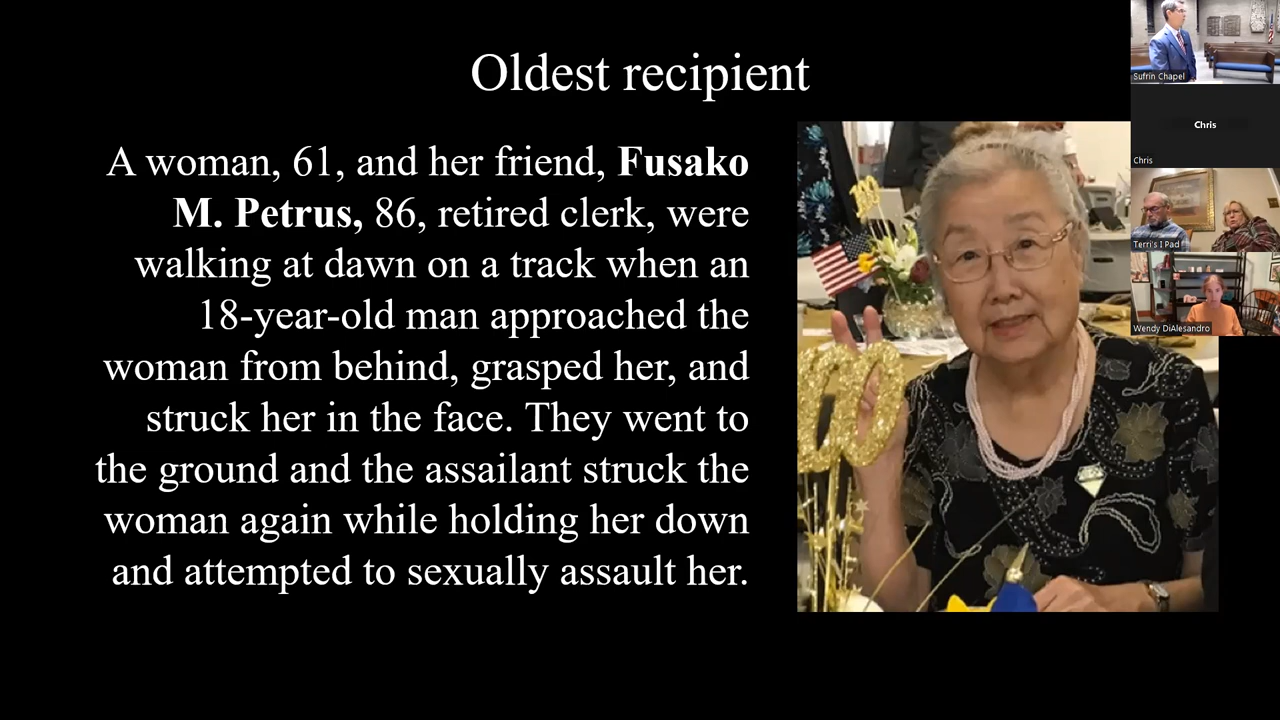 Oldest recipient
A woman, 61, and her friend, Fusako
M. Petrus, 86, retired clerk, were
walking at dawn on a track when an
18-year-old man approached the
woman from behind, grasped her, and
struck her in the face. They went to
the ground and the assailant struck the
woman again while holding her down
and attempted to sexually assault her.
Sufrin Chapel
Chris
Chris
Terri's I Pad
Wendy DiAlesandro